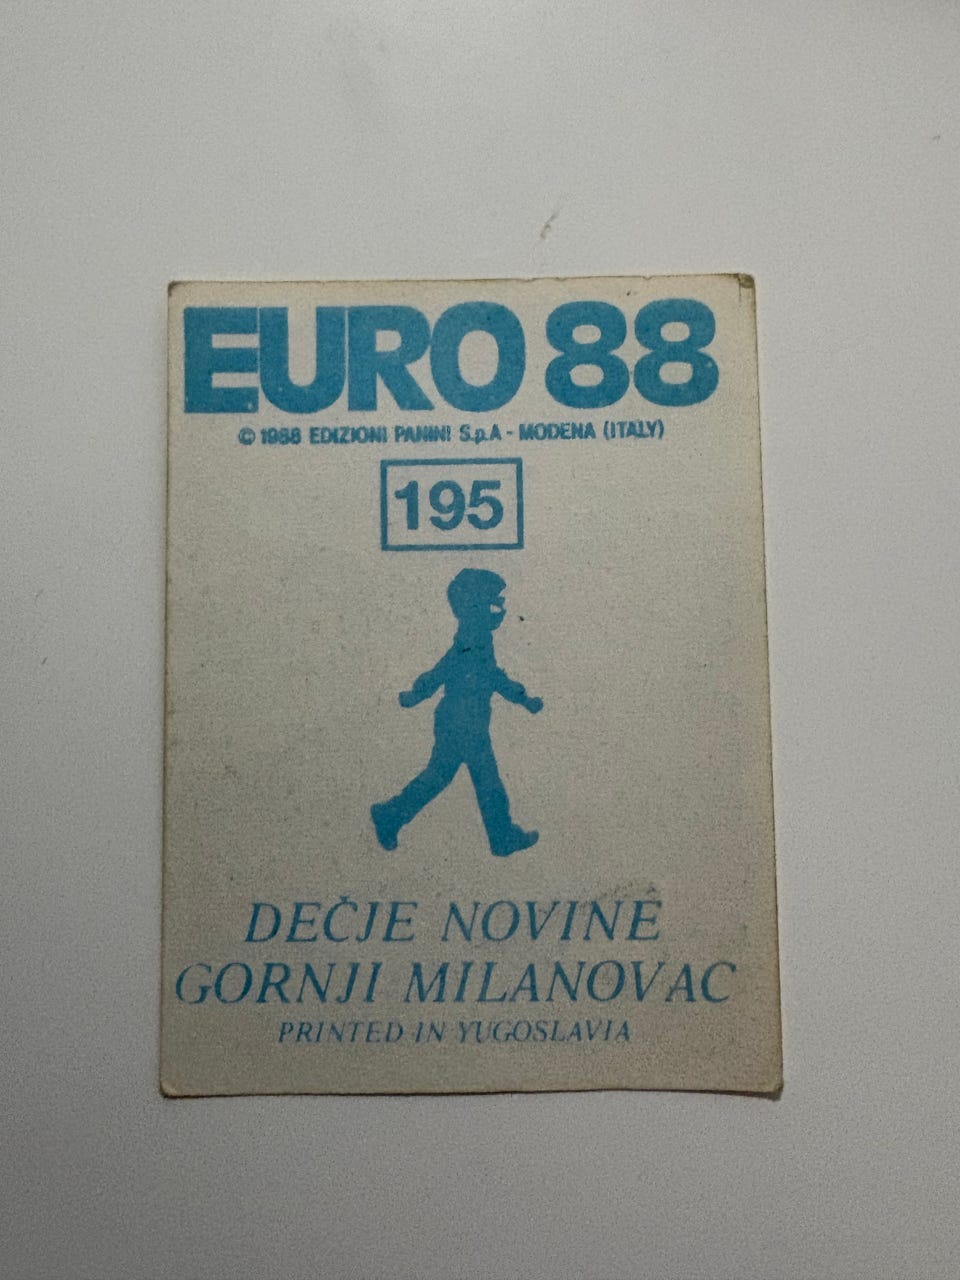 EURO 88
© 1988 EDIZIONI PANINI S.p.A - MODENA (ITALY)
195
DEČJE NOVINE
GORNJI MILANOVAC
PRINTED IN YUGOSLAVIA